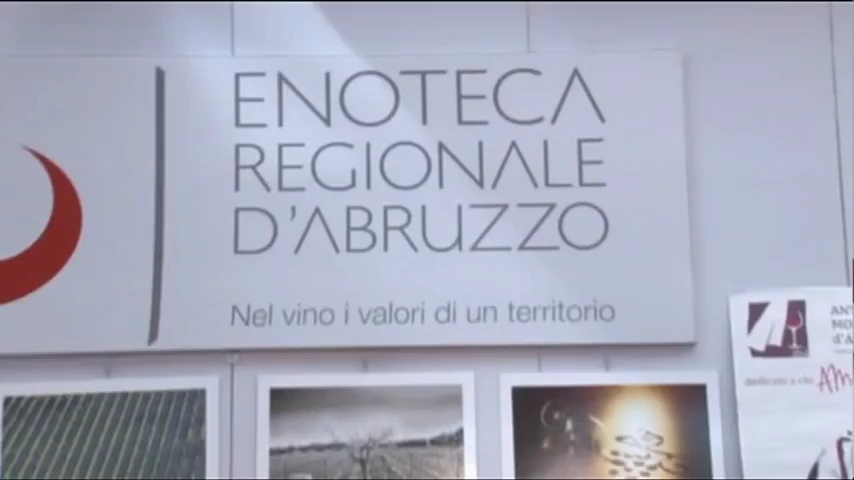 ENOTECA
REGIONALE
D'ABRUZZO
Nel vino i valori di un territorio
dedicato a chi